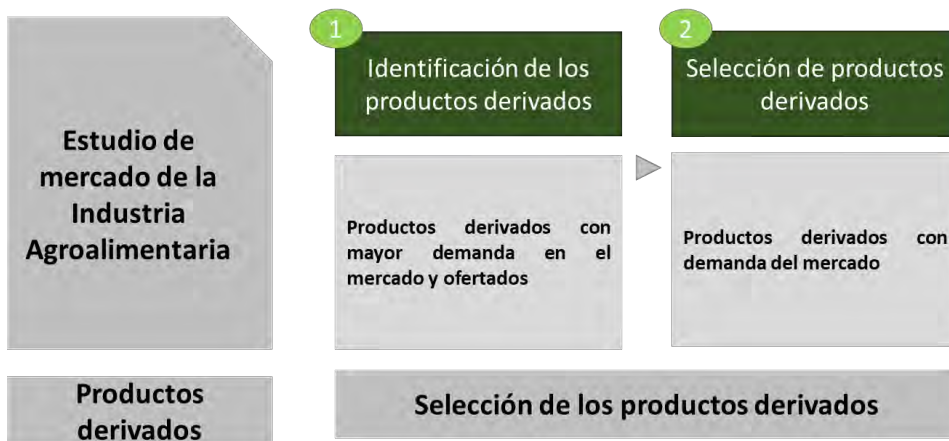 Estudio de
mercado de la
Industria
Agroalimentaria
1
Identificación de los
productos derivados
2
Selección de productos
derivados
Productos derivados con
mayor demanda en el
mercado y ofertados
Productos derivados con
demanda del mercado
Productos
derivados
Selección de los productos derivados